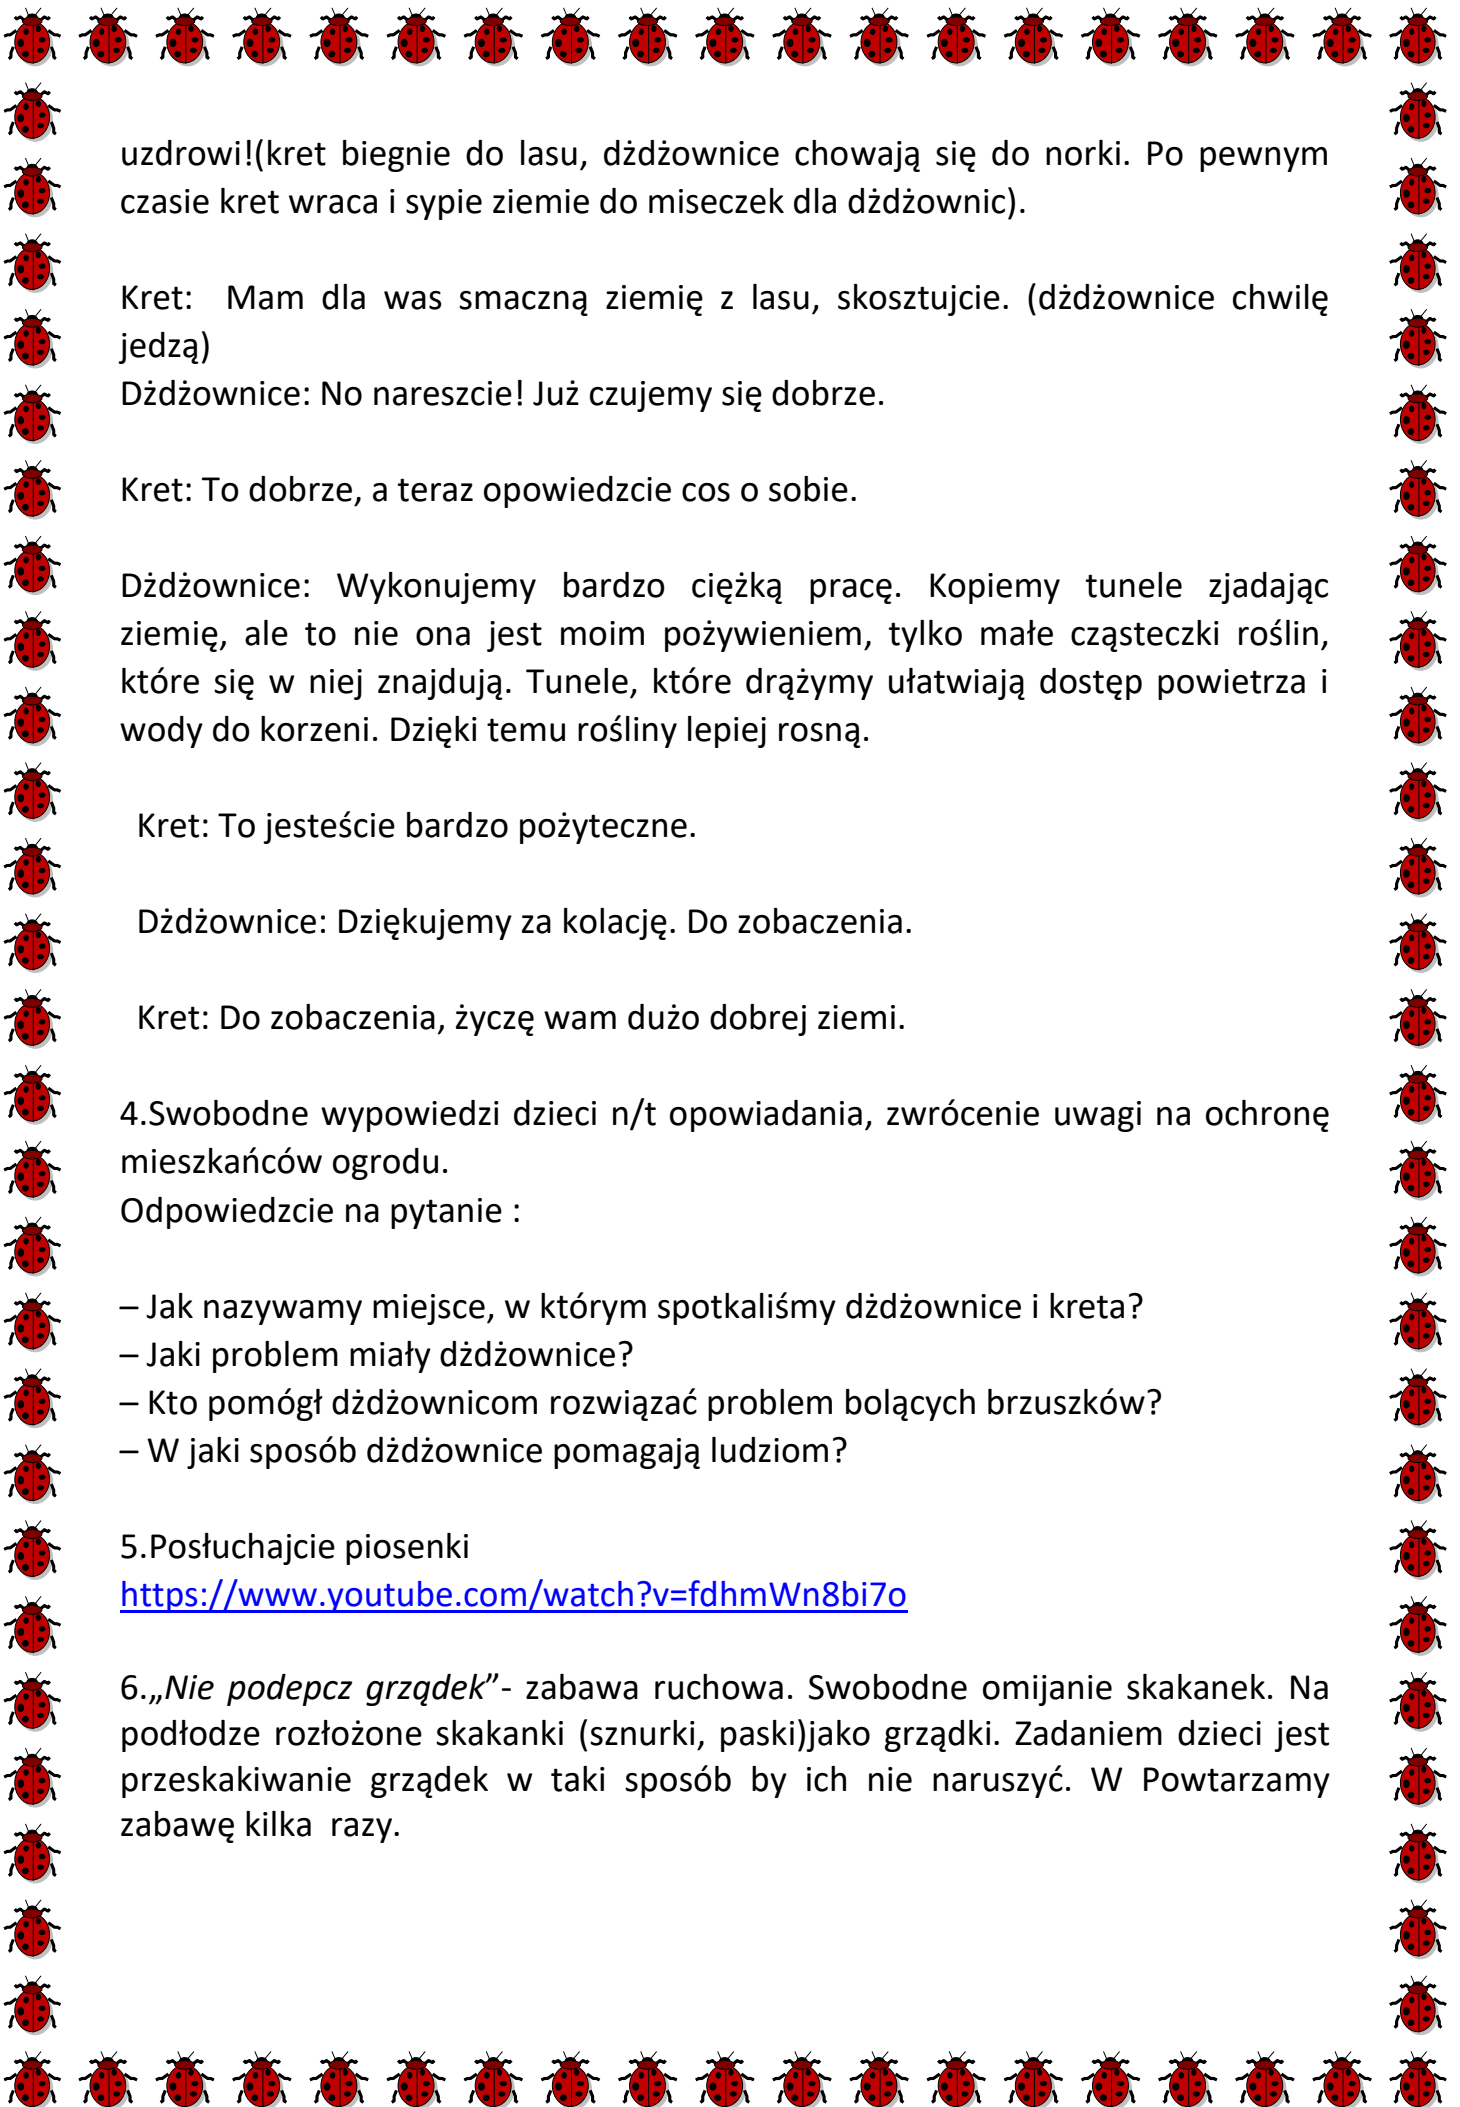 uzdrowi!(kret biegnie do lasu, dżdżownice chowają się do norki. Po pewnym
czasie kret wraca i sypie ziemie do miseczek dla dżdżownic).
Kret: Mam dla was smaczną ziemię z lasu, skosztujcie. (dżdżownice chwilę
jedzą)
Dżdżownice: No nareszcie! Już czujemy się dobrze.
Kret: To dobrze, a teraz opowiedzcie cos o sobie.
Dżdżownice: Wykonujemy bardzo ciężką pracę. Kopiemy tunele zjadając
ziemię, ale to nie ona jest moim pożywieniem, tylko małe cząsteczki roślin,
które się w niej znajdują. Tunele, które drążymy ułatwiają dostęp powietrza i
wody do korzeni. Dzięki temu rośliny lepiej rosną.
Kret: To jesteście bardzo pożyteczne.
Dżdżownice: Dziękujemy za kolację. Do zobaczenia.
Kret: Do zobaczenia, życzę wam dużo dobrej ziemi.
4.Swobodne wypowiedzi dzieci n/t opowiadania, zwrócenie uwagi na ochronę
mieszkańców ogrodu.
Odpowiedzcie na pytanie :
– Jak nazywamy miejsce, w którym spotkaliśmy dżdżownice i kreta?
– Jaki problem miały dżdżownice?
– Kto pomógł dżdżownicom rozwiązać problem bolących brzuszków?
– W jaki sposób dżdżownice pomagają ludziom?
5.Posłuchajcie piosenki
https://www.youtube.com/watch?v=fdhmWn8bi7o
6.„Nie podepcz grządek”- zabawa ruchowa. Swobodne omijanie skakanek. Na
podłodze rozłożone skakanki (sznurki, paski)jako grządki. Zadaniem dzieci jest
przeskakiwanie grządek w taki sposób by ich nie naruszyć. W Powtarzamy
zabawę kilka  razy.